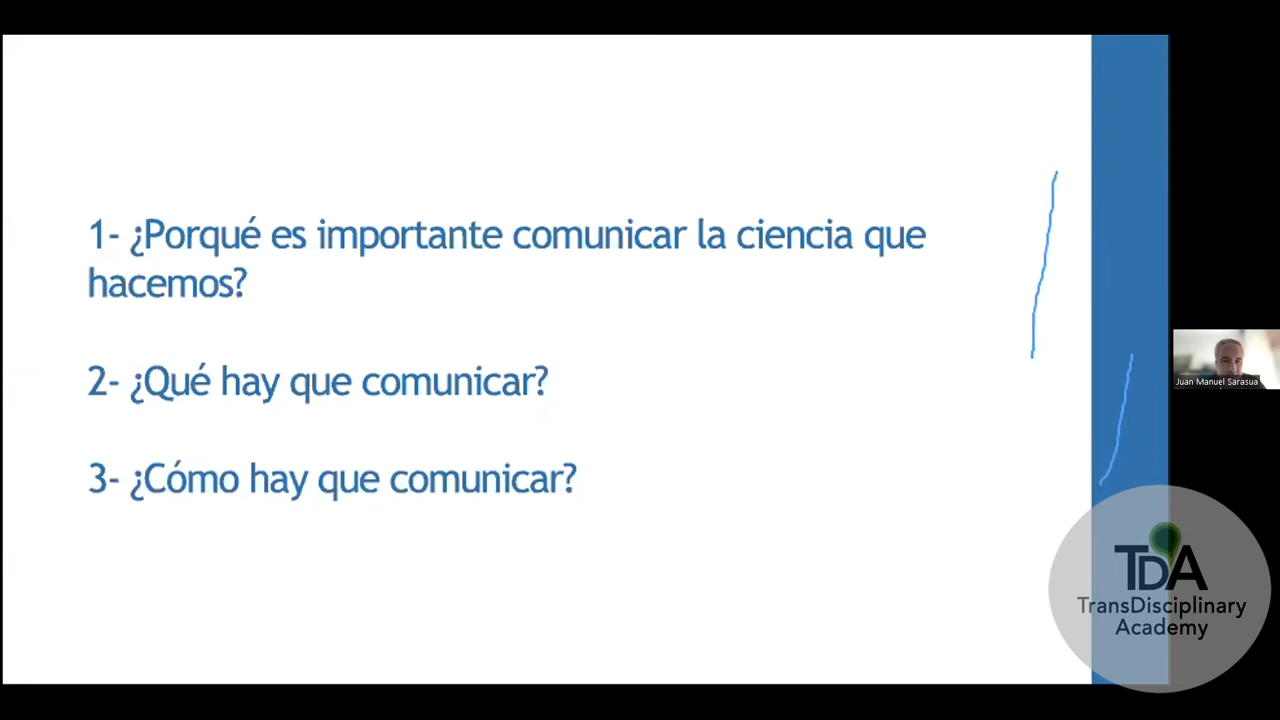 1- ¿Porqué es importante comunicar la ciencia que
hacemos?
2- ¿Qué hay que comunicar?
3- ¿Cómo hay que comunicar?
Juan Manuel Sarasua
TDA
TransDisciplinary
Academy